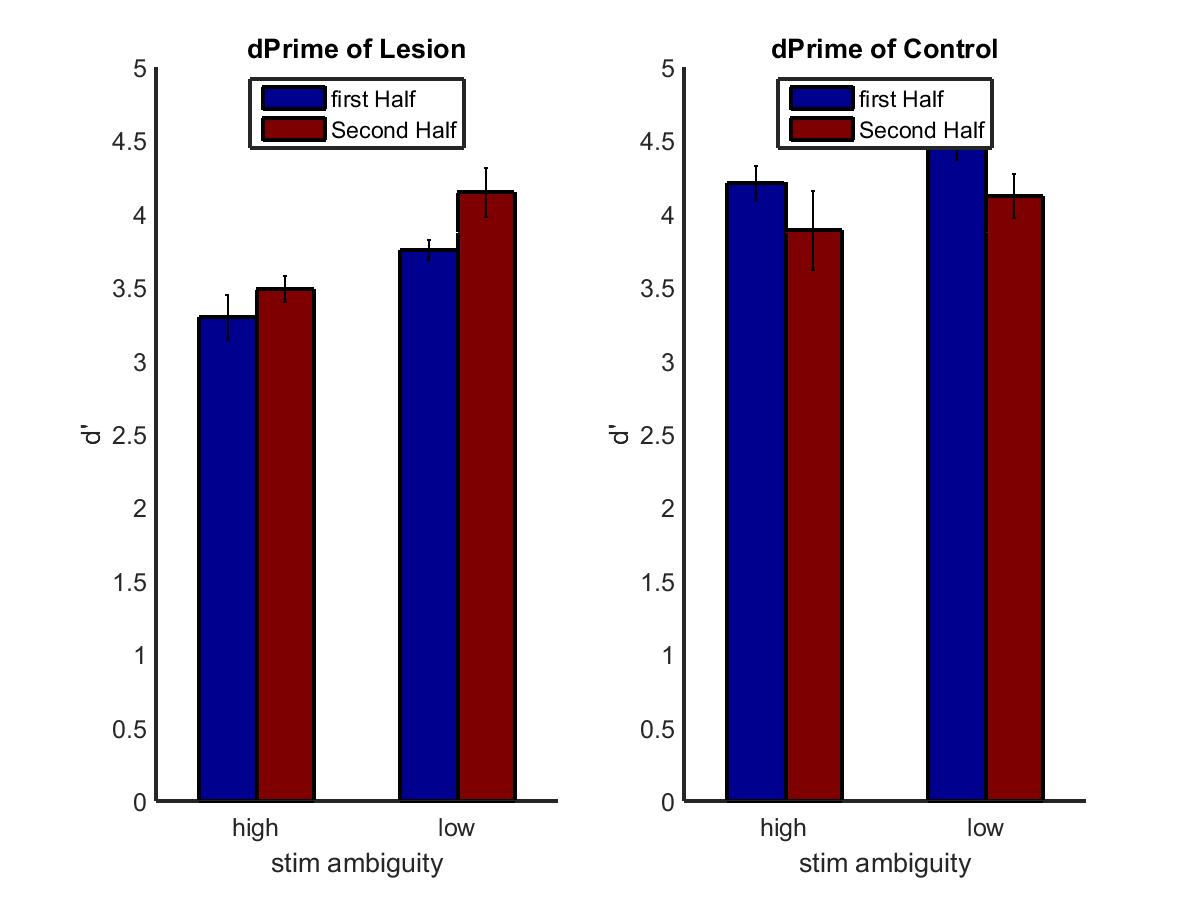 dPrime of Lesion
first Half
Second Half
5
4.5
4
3.5
3
2.5
2
1.5
1
0.5
0
d'
high low
stim ambiguity
dPrime of Control
first Half
Second Half
5
4.5
4
3.5
3
2.5
2
1.5
1
0.5
0
d'
high low
stim ambiguity